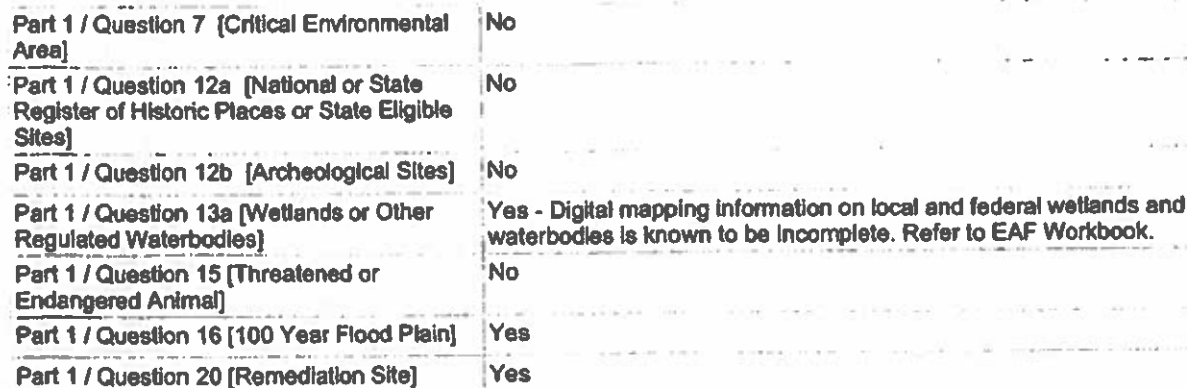 Part 1 / Question 7 [Critical Environmental Area] No
Part 1 / Question 12a [National or State Register of Historic Places or State Eligible Sites] No
Part 1 / Question 12b [Archeological Sites] No
Part 1 / Question 13a [Wetlands or Other Regulated Waterbodies] Yes - Digital mapping information on local and federal wetlands and waterbodies is known to be incomplete. Refer to EAF Workbook.
Part 1 / Question 15 [Threatened or Endangered Animal] No
Part 1 / Question 16 [100 Year Flood Plain] Yes
Part 1 / Question 20 [Remediation Site] Yes